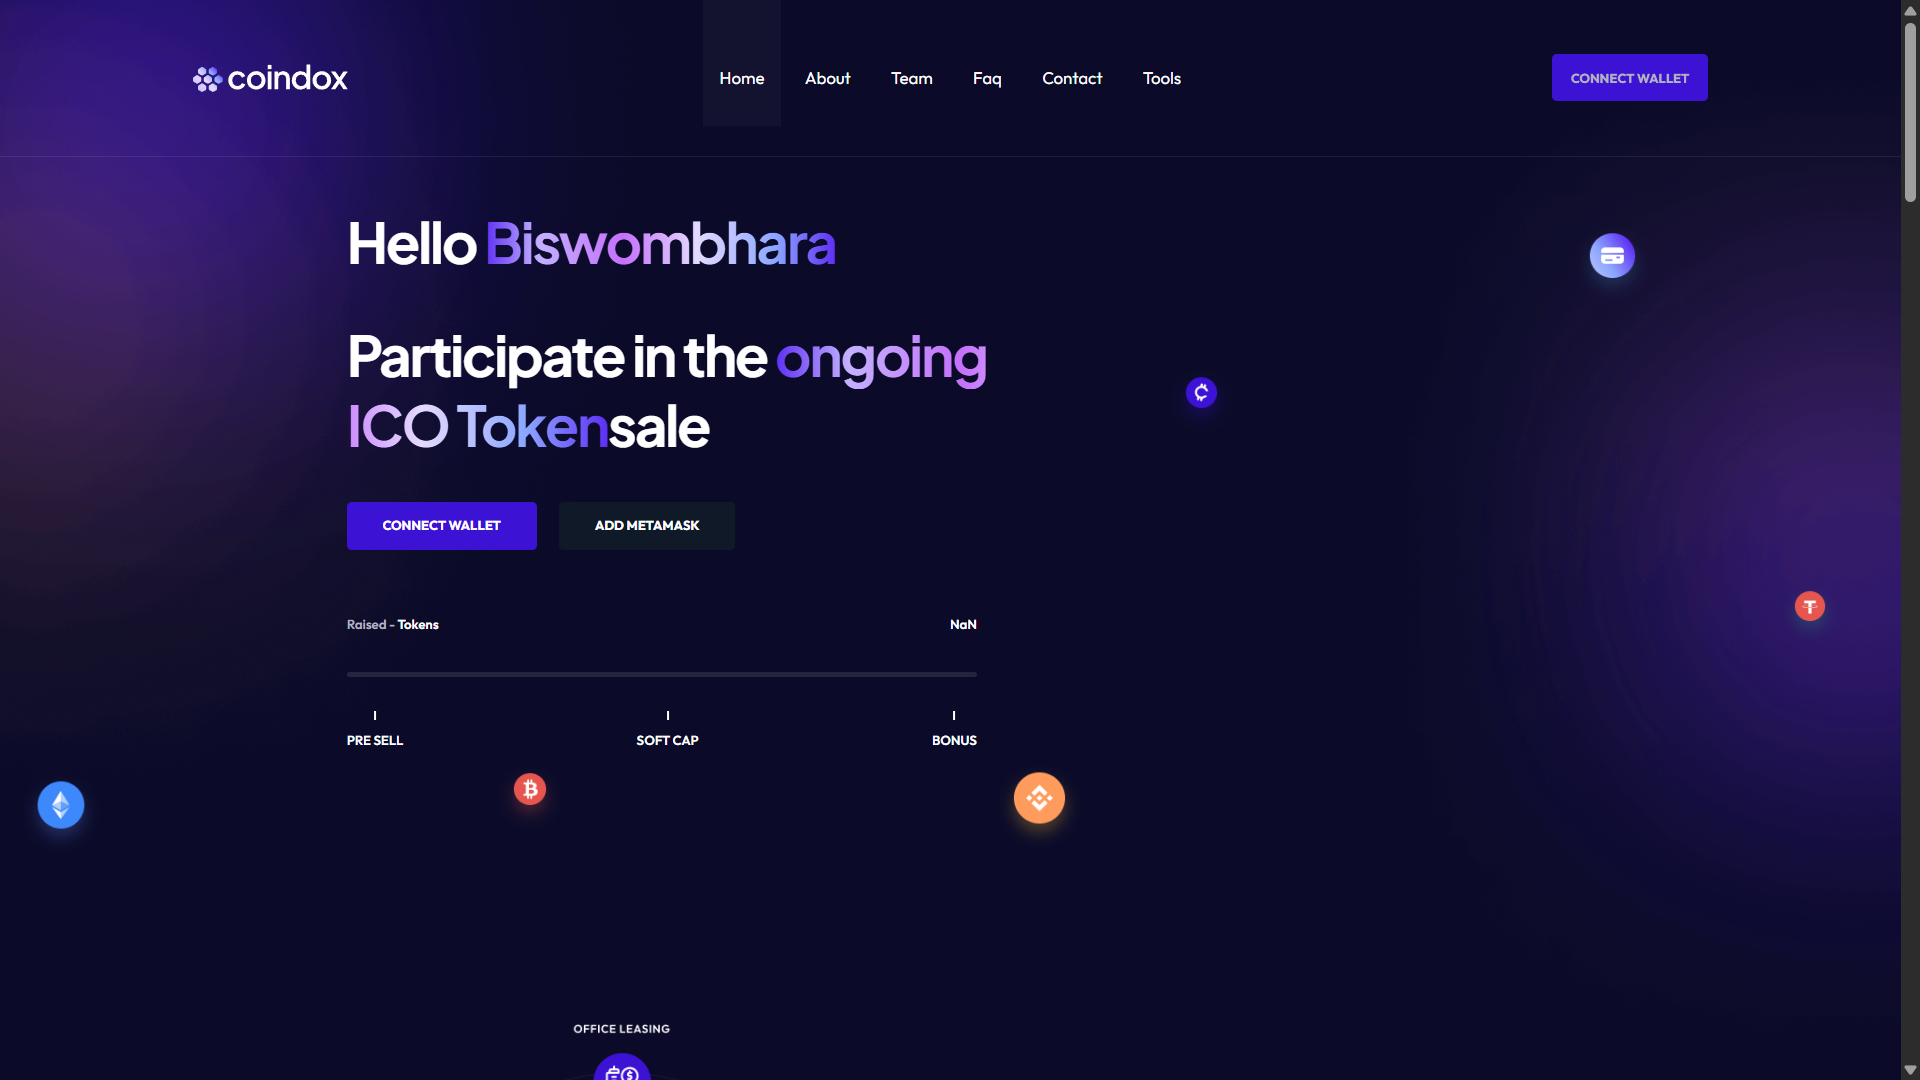 coindox
Home
About
Team
Faq
Contact
Tools
CONNECT WALLET
Hello Biswombhara
Participate in the ongoing
ICO Tokensale
CONNECT WALLET
ADD METAMASK
Raised - Tokens
NaN
PRE SELL
SOFT CAP
BONUS
OFFICE LEASING